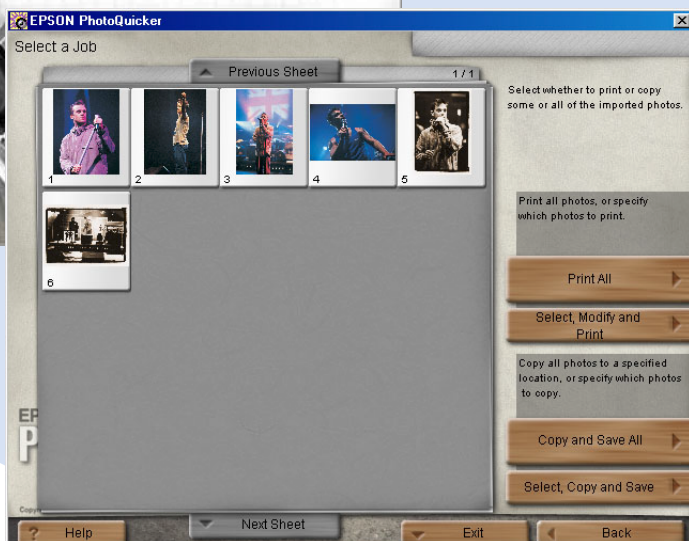 EPSON PhotoQuicker
Select a Job
Previous Sheet
1 / 1
Select whether to print or copy
some or all of the imported photos.
1
2
3
4
5
6
Print all photos, or specify
which photos to print.
Print All
Select, Modify and
Print
Copy all photos to a specified
location, or specify which photos
to copy.
Copy and Save All
Select, Copy and Save
EP
P
? Help
Next Sheet
Exit
Back